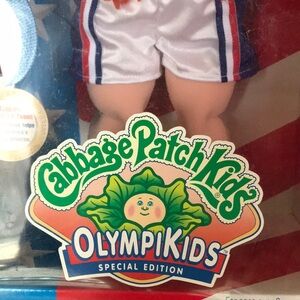 Cabbage Patch Kids
OLYMPIKIDS
SPECIAL EDITION